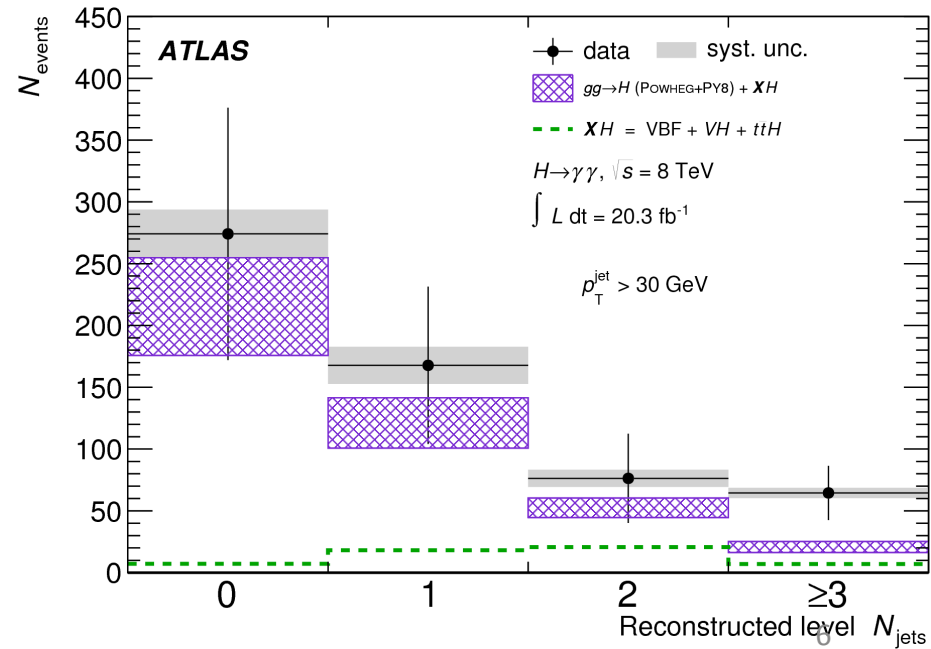 ATLAS
data
syst. unc.
gg→H (POWHEG+PY8) + XH
XH = VBF + VH + ttH
H→γγ, √s = 8 TeV
∫ L dt = 20.3 fb⁻¹
p_T^jet > 30 GeV
N_events
450
400
350
300
250
200
150
100
50
0
0 1 2 ≥3
Reconstructed level N_jets
6